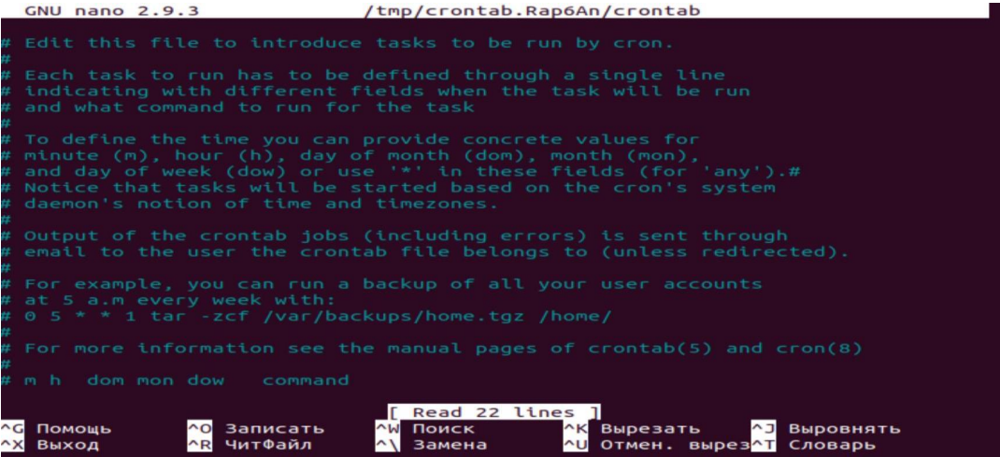 GNU nano 2.9.3 /tmp/crontab.Rap6An/crontab
# Edit this file to introduce tasks to be run by cron.
#
# Each task to run has to be defined through a single line
# indicating with different fields when the task will be run
# and what command to run for the task
#
# To define the time you can provide concrete values for
# minute (m), hour (h), day of month (dom), month (mon),
# and day of week (dow) or use '*' in these fields (for 'any').#
# Notice that tasks will be started based on the cron's system
# daemon's notion of time and timezones.
#
# Output of the crontab jobs (including errors) is sent through
# email to the user the crontab file belongs to (unless redirected).
#
# For example, you can run a backup of all your user accounts
# at 5 a.m every week with:
# 0 5 * * 1 tar -zcf /var/backups/home.tgz /home/
#
# For more information see the manual pages of crontab(5) and cron(8)
#
# m h  dom mon dow   command
[ Read 22 lines ]
^G Помощь ^O Записать ^W Поиск ^K Вырезать ^J Выровнять
^X Выход ^R ЧитФайл ^\ Замена ^U Отмен. вырез^T Словарь